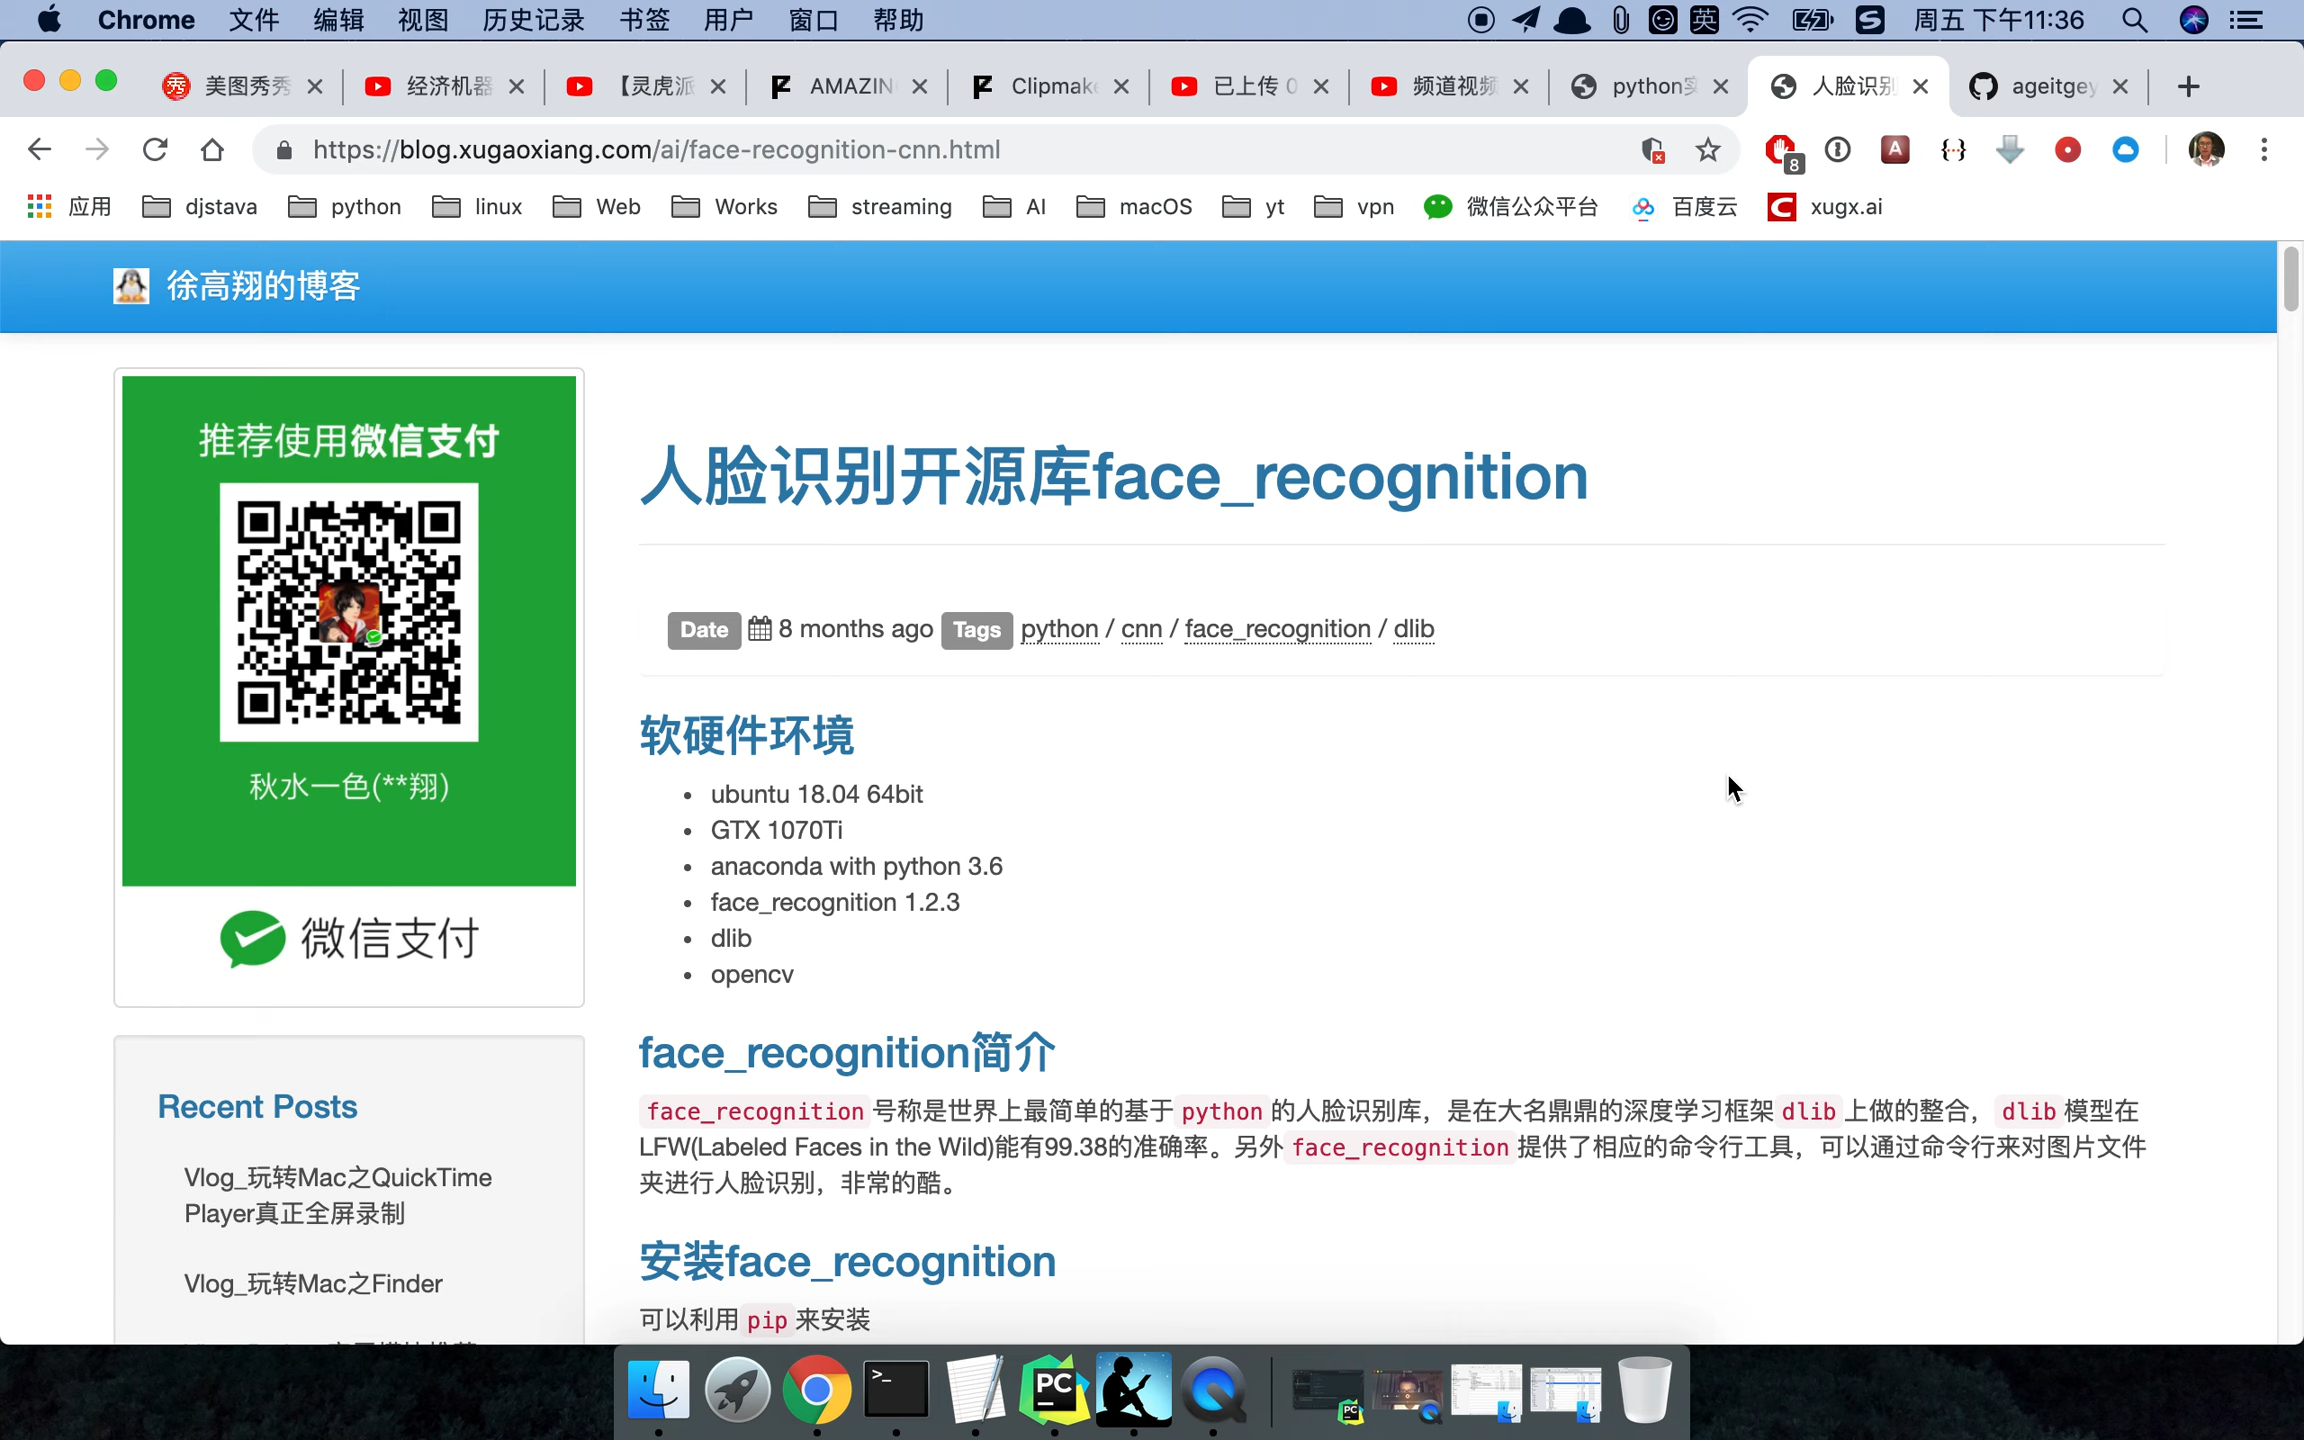 Chrome 文件 编辑 视图 历史记录 书签 用户 窗口 帮助 英 周五 下午11:36
美图秀秀 经济机器 【灵虎派 AMAZIN Clipmake 已上传 0 频道视频 python实 人脸识别 ageitgey
https://blog.xugaoxiang.com/ai/face-recognition-cnn.html 8
应用 djstava python linux Web Works streaming AI macOS yt vpn 微信公众平台 百度云 xugx.ai
徐高翔的博客
推荐使用微信支付
秋水一色(**翔)
微信支付
Recent Posts
Vlog_玩转Mac之QuickTime
Player真正全屏录制
Vlog_玩转Mac之Finder
人脸识别开源库face_recognition
Date 8 months ago Tags python / cnn / face_recognition / dlib
软硬件环境
ubuntu 18.04 64bit
GTX 1070Ti
anaconda with python 3.6
face_recognition 1.2.3
dlib
opencv
face_recognition简介
face_recognition号称是世界上最简单的基于python的人脸识别库，是在大名鼎鼎的深度学习框架dlib上做的整合，dlib模型在
LFW(Labeled Faces in the Wild)能有99.38的准确率。另外face_recognition提供了相应的命令行工具，可以通过命令行来对图片文件
夹进行人脸识别，非常的酷。
安装face_recognition
可以利用pip来安装